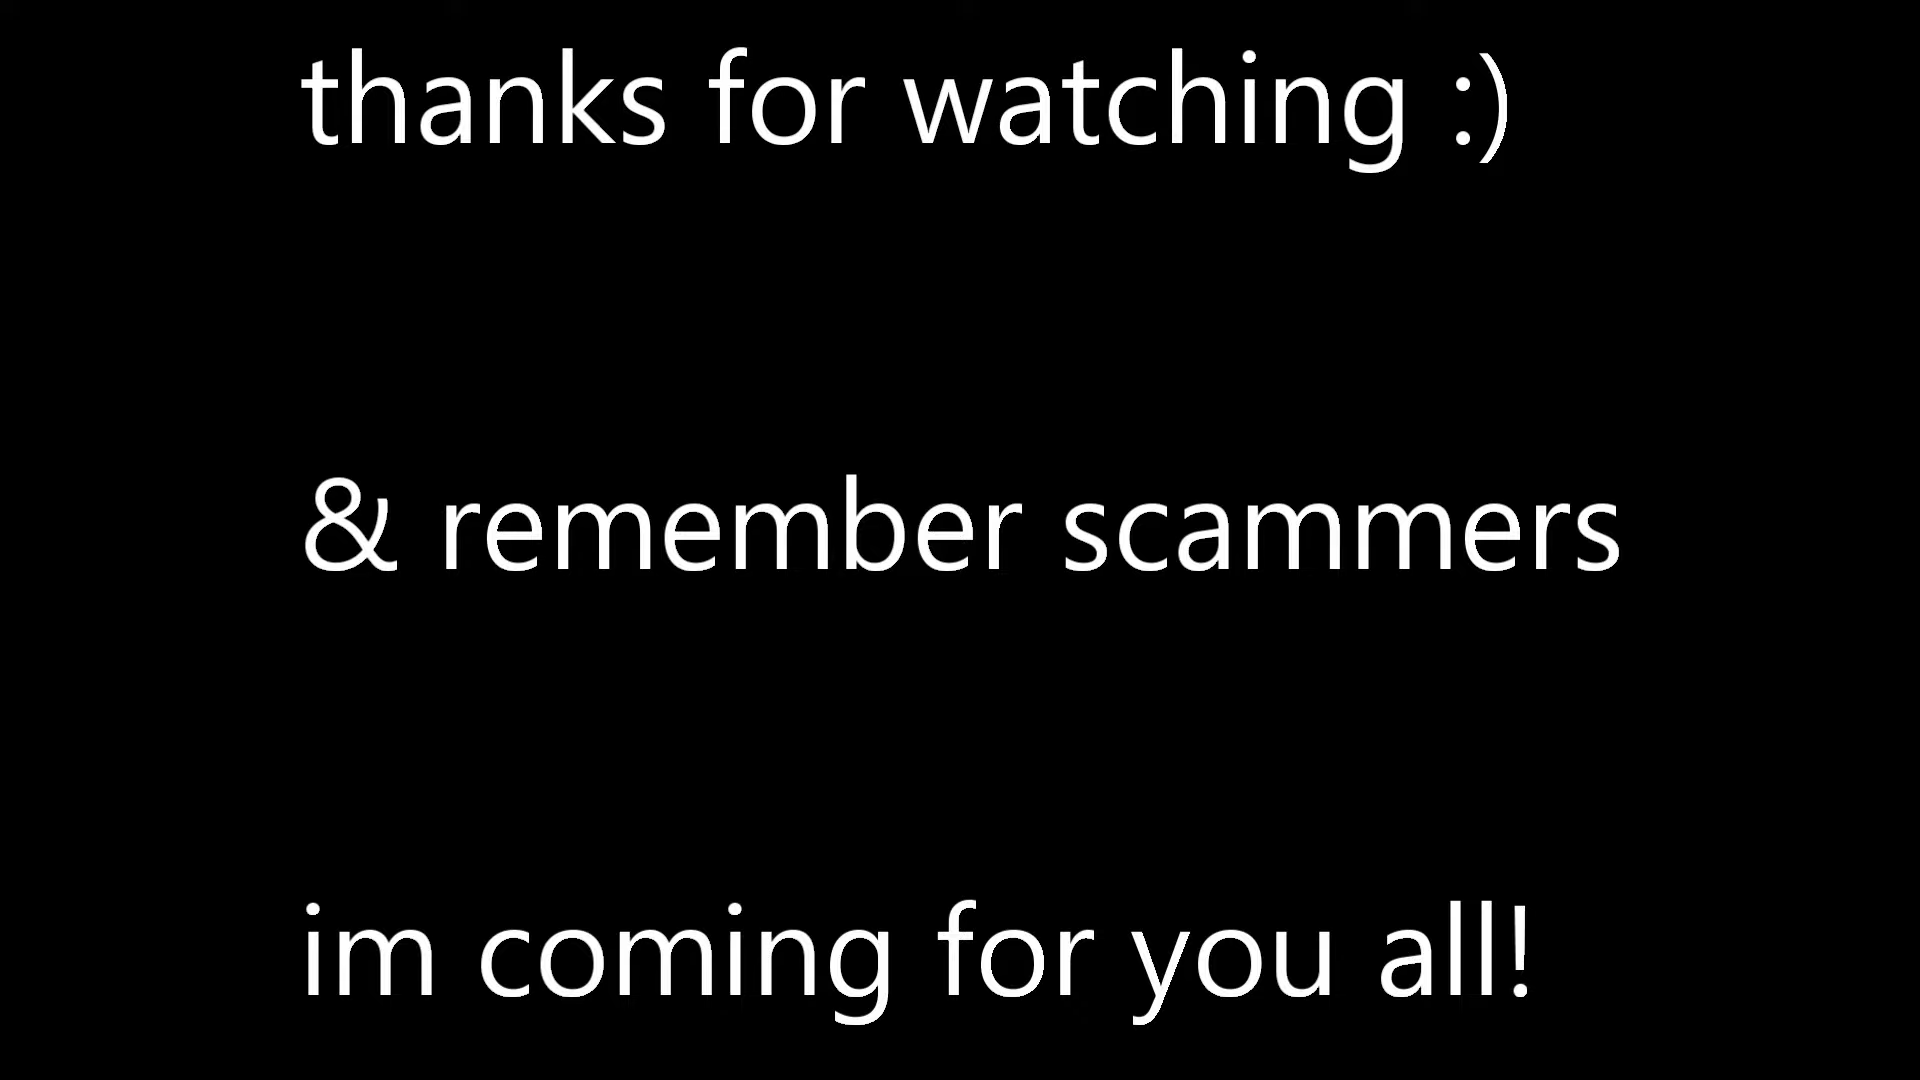 thanks for watching :)
& remember scammers
im coming for you all!